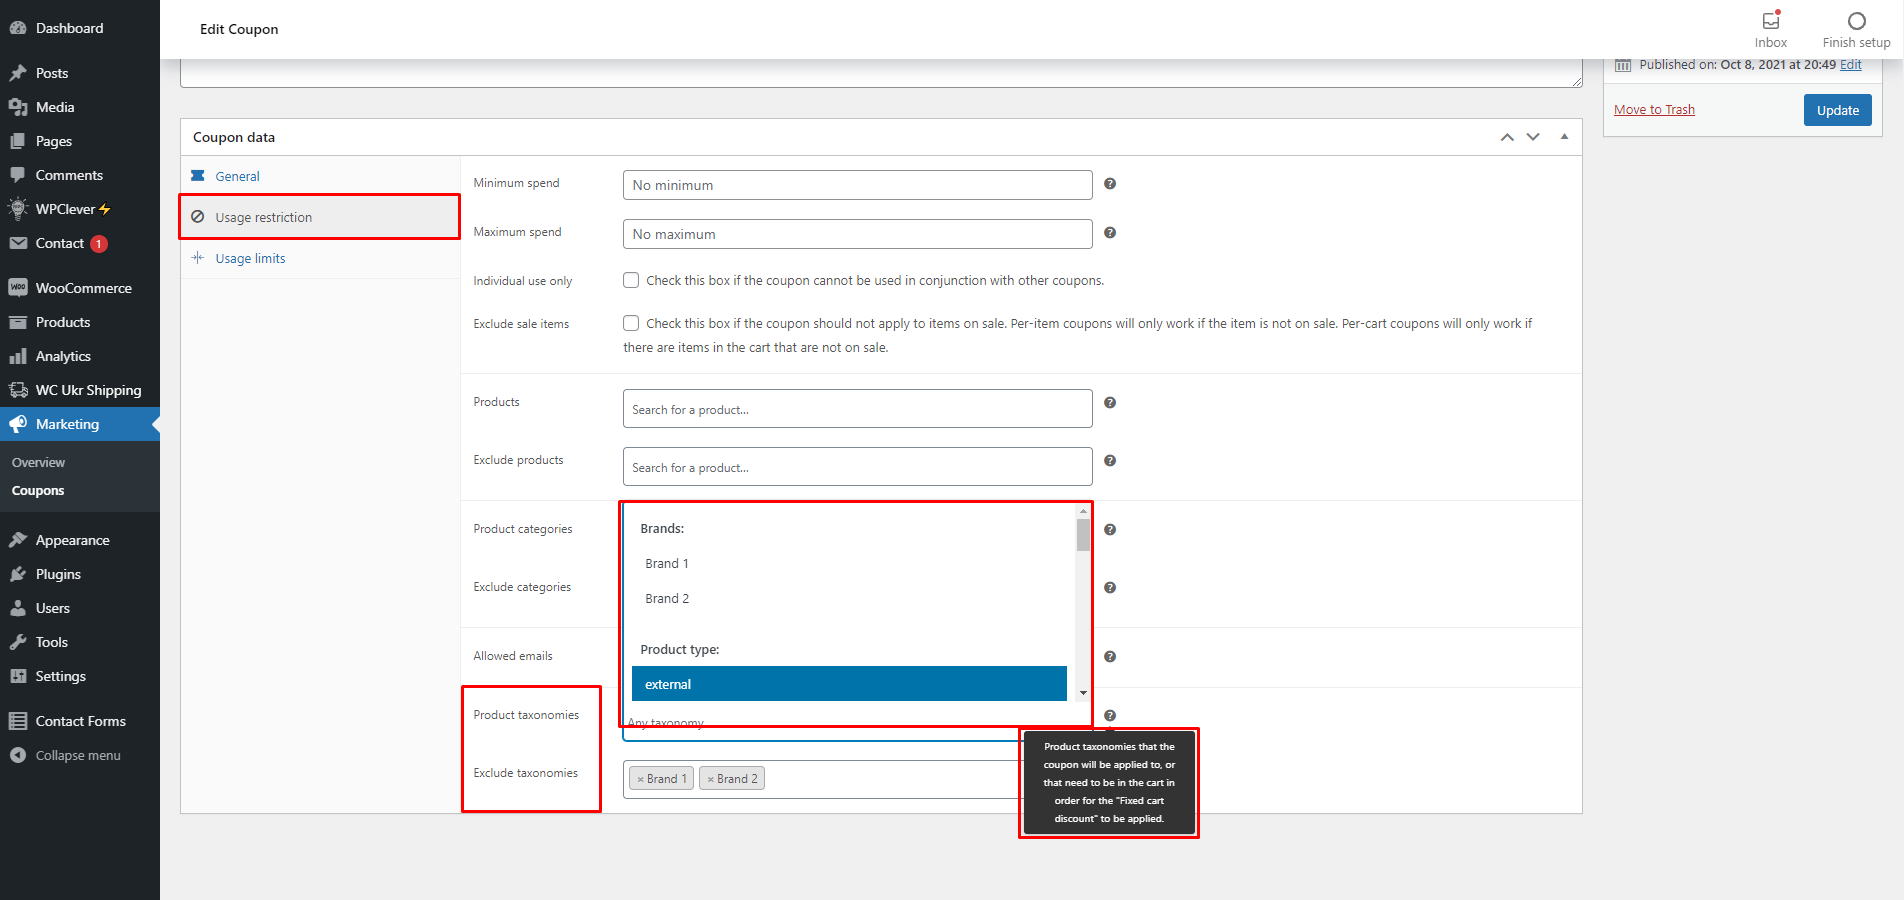 Dashboard
Posts
Media
Pages
Comments
WPClever⚡
Contact 1
WooCommerce
Products
Analytics
WC Ukr Shipping
Marketing
Overview
Coupons
Appearance
Plugins
Users
Tools
Settings
Contact Forms
Collapse menu
Edit Coupon
Inbox
Finish setup
Published on: Oct 8, 2021 at 20:49 Edit
Move to Trash
Update
Coupon data
General
Usage restriction
Usage limits
Minimum spend
No minimum
Maximum spend
No maximum
Individual use only
Check this box if the coupon cannot be used in conjunction with other coupons.
Exclude sale items
Check this box if the coupon should not apply to items on sale. Per-item coupons will only work if the item is not on sale. Per-cart coupons will only work if
there are items in the cart that are not on sale.
Products
Search for a product...
Exclude products
Search for a product...
Product categories
Exclude categories
Allowed emails
Brands:
Brand 1
Brand 2
Product type:
external
Product taxonomies
Any taxonomy
Exclude taxonomies
× Brand 1
× Brand 2
Product taxonomies that the
coupon will be applied to, or
that need to be in the cart in
order for the "Fixed cart
discount" to be applied.